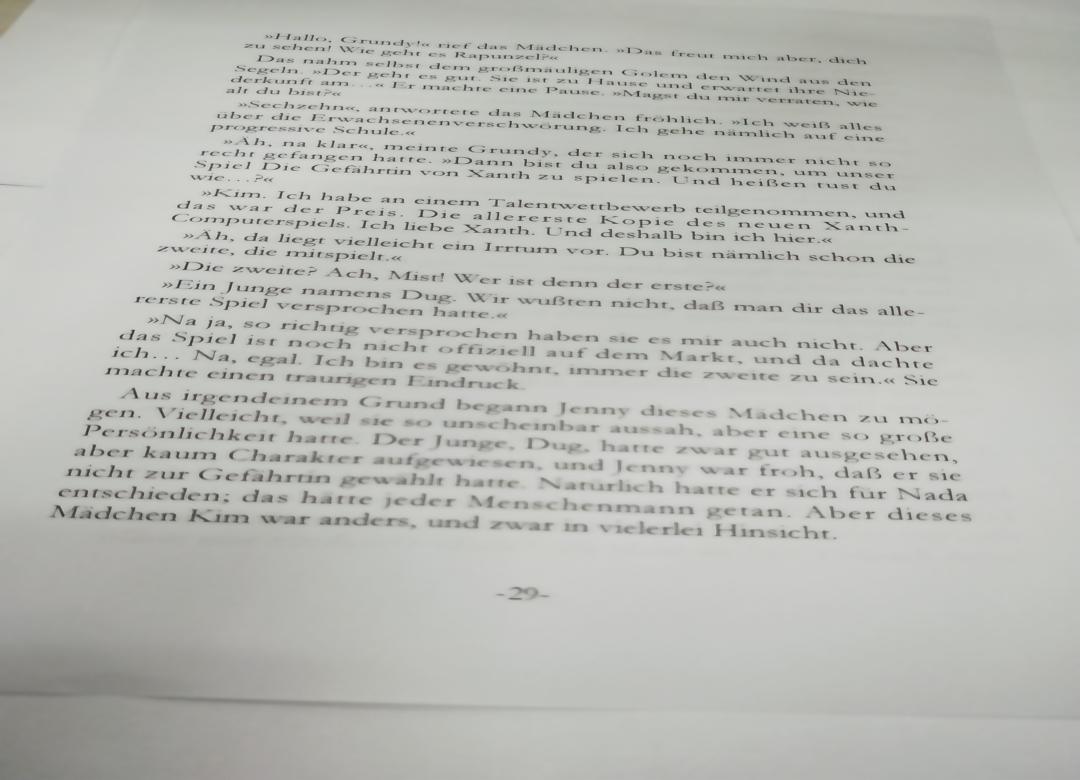 »Hallo, Grundy!« rief das Mädchen. »Das freut mich aber, dich
zu sehen! Wie geht es Rapunzel?«
Das nahm selbst dem großmäuligen Golem den Wind aus den
Segeln. »Der geht es gut. Sie ist zu Hause und erwartet ihre Nie-
derkunft am...« Er machte eine Pause. »Magst du mir verraten, wie
alt du bist?«
»Sechzehn«, antwortete das Mädchen fröhlich. »Ich weiß alles
über die Erwachsenenverschwörung. Ich gehe nämlich auf eine
progressive Schule.«
»Äh, na klar«, meinte Grundy, der sich noch immer nicht so
recht gefangen hatte. »Dann bist du also gekommen, um unser
Spiel Die Gefährtin von Xanth zu spielen. Und heißen tust du
wie...?«
»Kim. Ich habe an einem Talentwettbewerb teilgenommen, und
das war der Preis. Die allererste Kopie des neuen Xanth-
Computerspiels. Ich liebe Xanth. Und deshalb bin ich hier.«
»Äh, da liegt vielleicht ein Irrtum vor. Du bist nämlich schon die
zweite, die mitspielt.«
»Die zweite? Ach, Mist! Wer ist denn der erste?«
»Ein Junge namens Dug. Wir wußten nicht, daß man dir das alle-
rerste Spiel versprochen hatte.«
»Na ja, so richtig versprochen haben sie es mir auch nicht. Aber
das Spiel ist noch nicht offiziell auf dem Markt, und da dachte
ich... Na, egal. Ich bin es gewöhnt, immer die zweite zu sein.« Sie
machte einen traurigen Eindruck.
Aus irgendeinem Grund begann Jenny dieses Mädchen zu mö-
gen. Vielleicht, weil sie so unscheinbar aussah, aber eine so große
Persönlichkeit hatte. Der Junge, Dug, hatte zwar gut ausgesehen,
aber kaum Charakter aufgewiesen, und Jenny war froh, daß er sie
nicht zur Gefährtin gewählt hatte. Natürlich hatte er sich für Nada
entschieden; das hätte jeder Menschenmann getan. Aber dieses
Mädchen Kim war anders, und zwar in vielerlei Hinsicht.
-29-